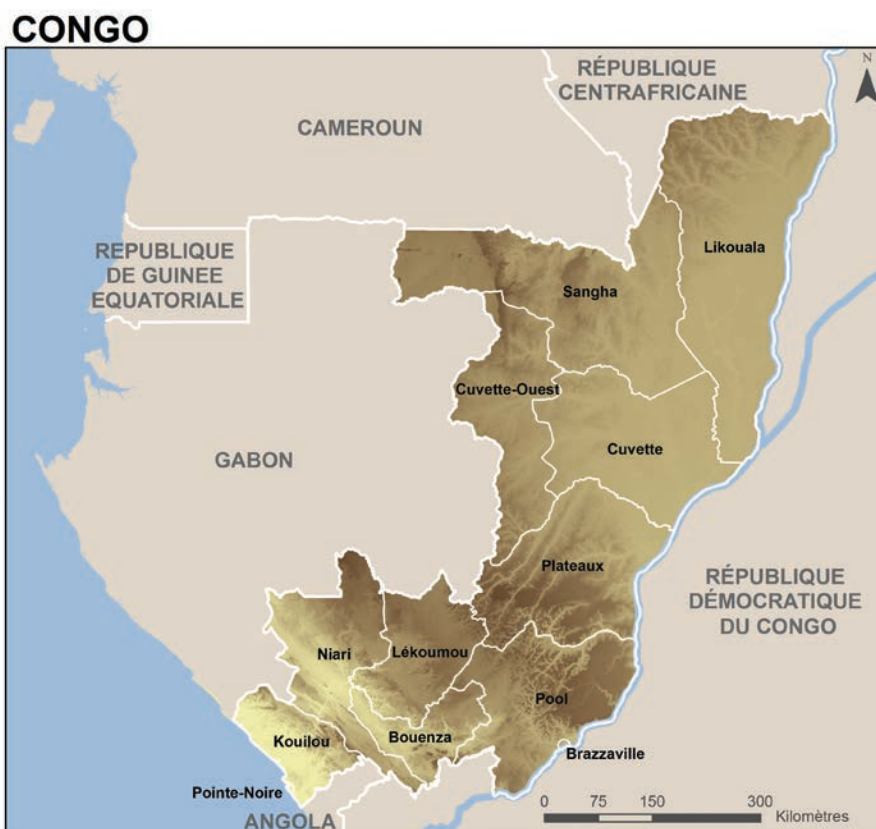 CONGO
N
RÉPUBLIQUE
CENTRAFRICAINE
CAMEROUN
REPUBLIQUE
DE GUINEE
EQUATORIALE
Likouala
Sangha
Cuvette-Ouest
Cuvette
GABON
Plateaux
RÉPUBLIQUE
DÉMOCRATIQUE
DU CONGO
Niari
Lékoumou
Pool
Kouilou
Bouenza
Brazzaville
Pointe-Noire
ANGOLA
0 75 150 300
Kilomètres